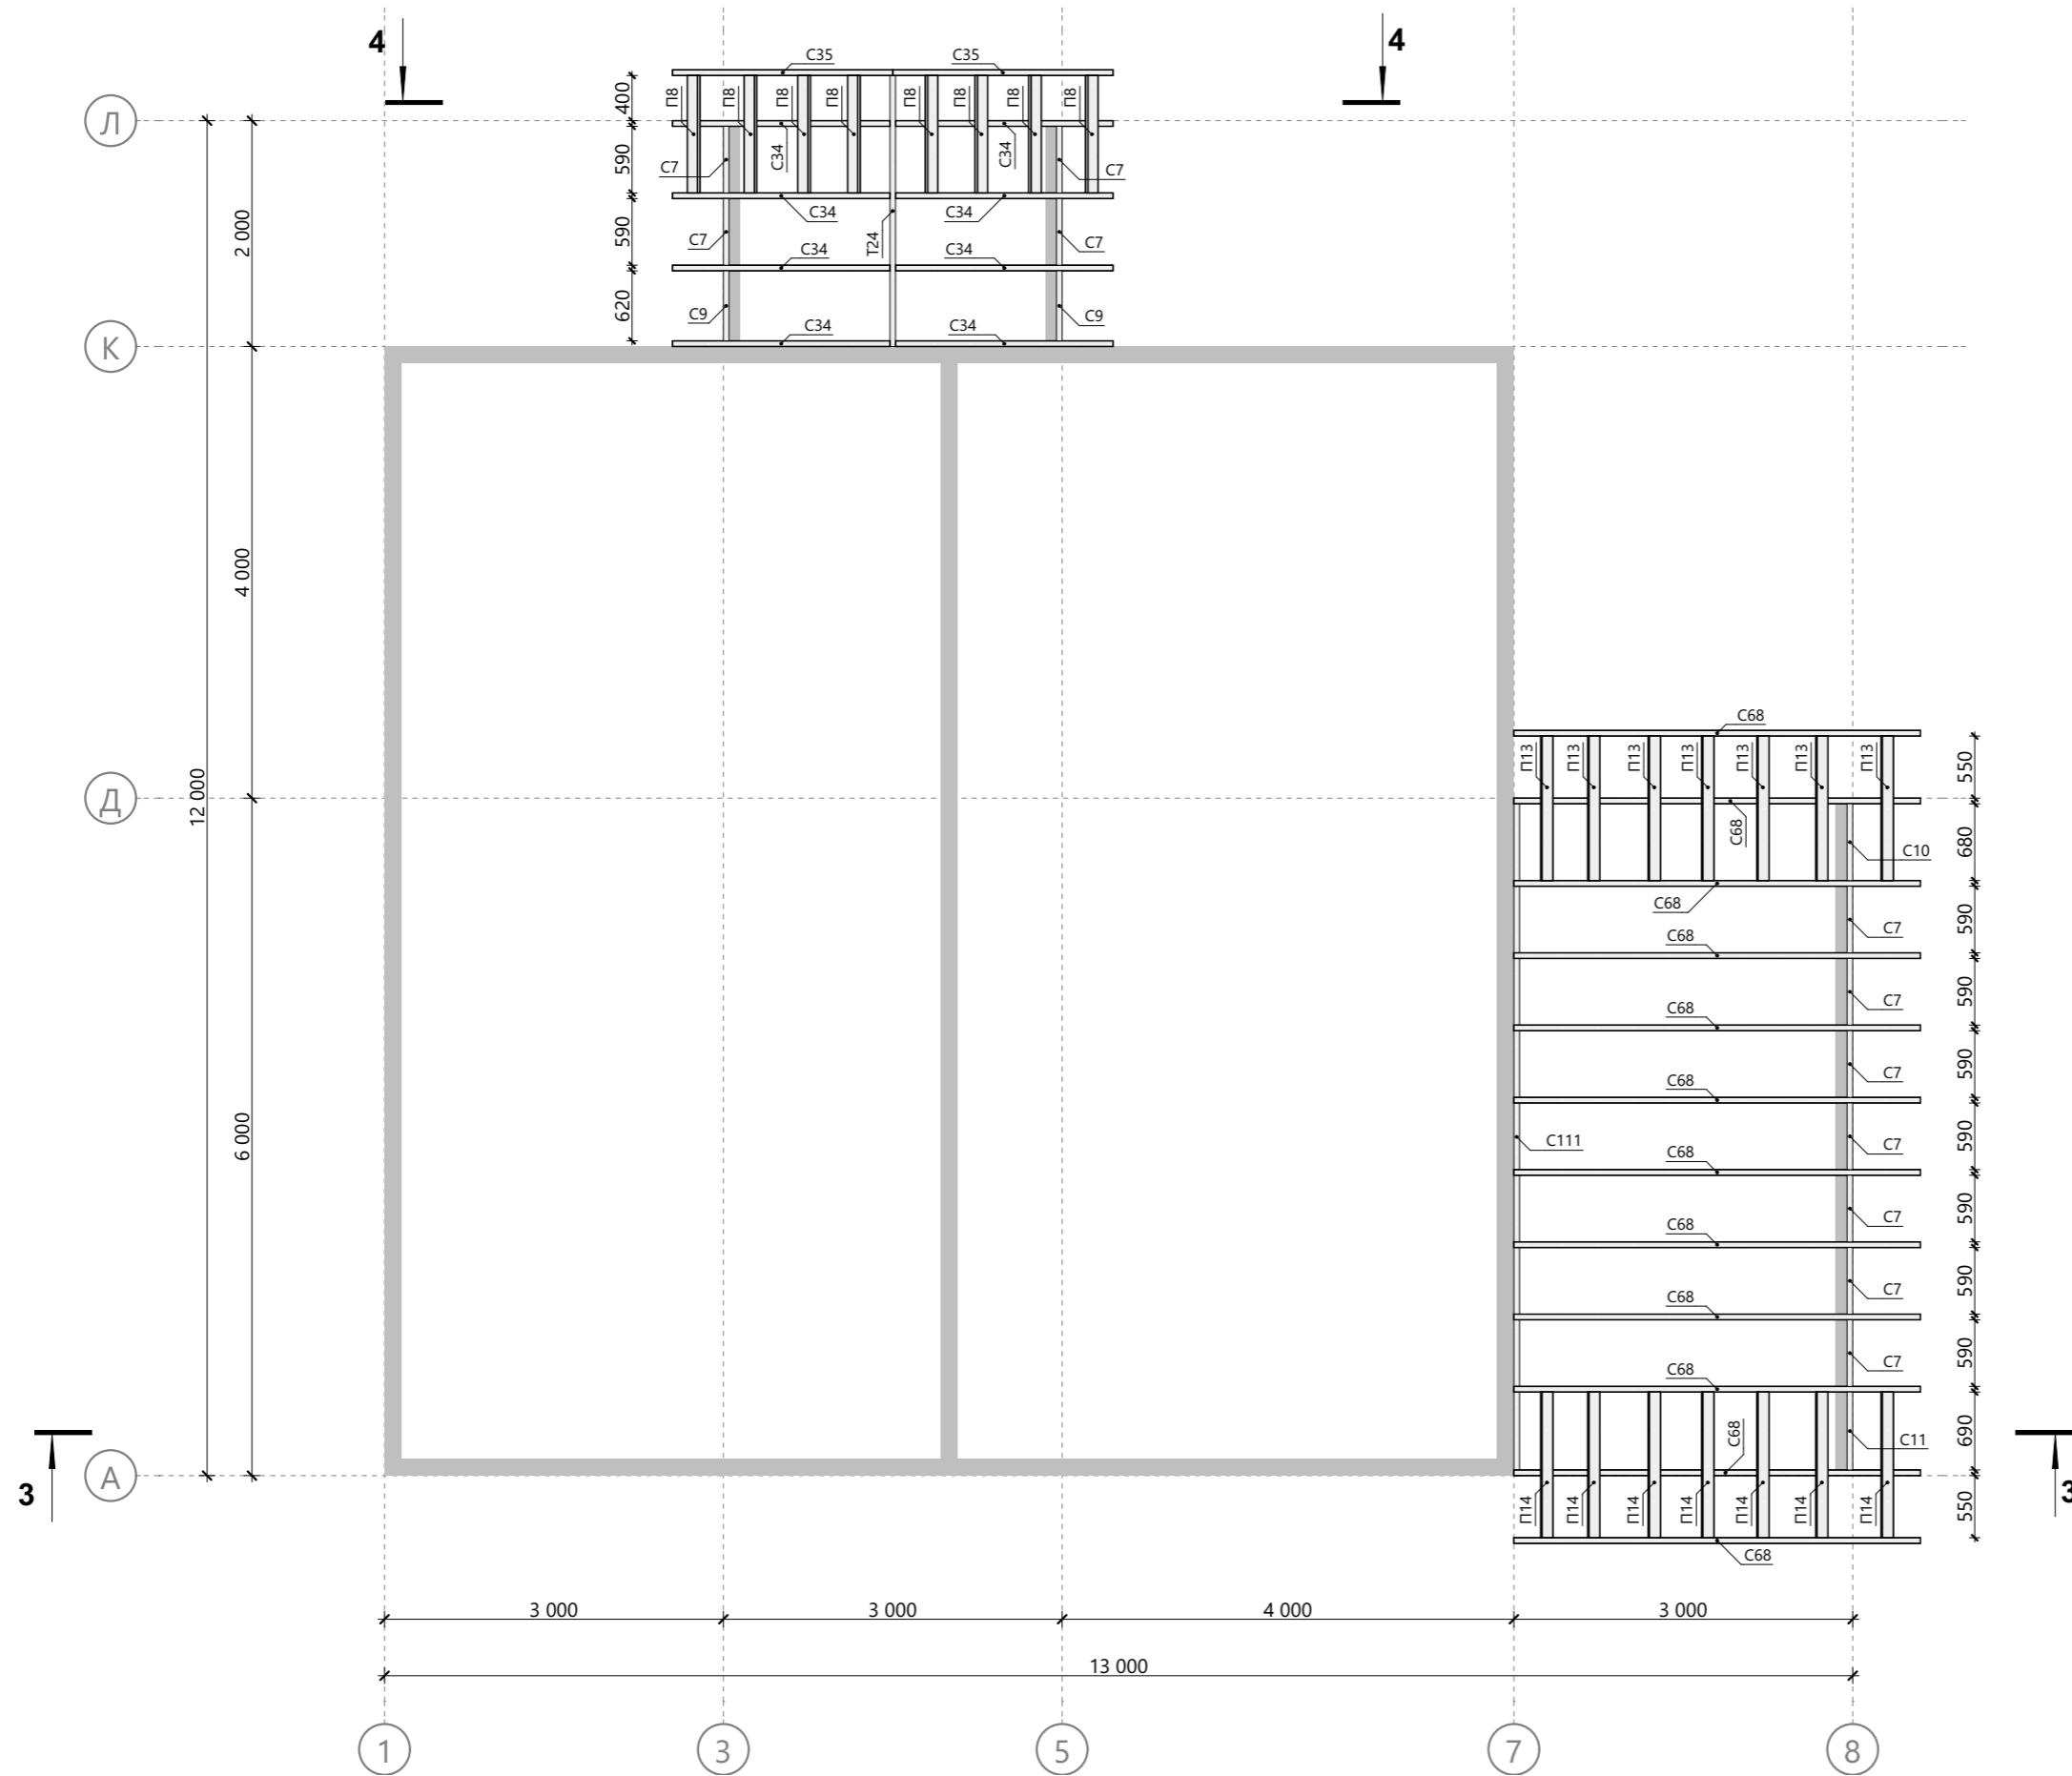 4
4
С35
С35
Л
400
П8
П8
П8
П8
П8
П8
П8
П8
590
С7
С34
С34
С7
2 000
590
С34
С34
С7
С34
Т24
С34
С7
620
С9
С34
С34
С9
К
4 000
12 000
Д
С68
П13
П13
П13
П13
П13
П13
П13
550
С68
С10
680
С68
С7
590
С68
С7
590
С68
С7
590
С68
С7
590
С111
С68
С7
590
С68
С7
590
С68
С7
590
С68
6 000
С68
С11
690
3
А
П14
П14
П14
П14
П14
П14
П14
550
3
С68
3 000
3 000
4 000
3 000
13 000
1
3
5
7
8